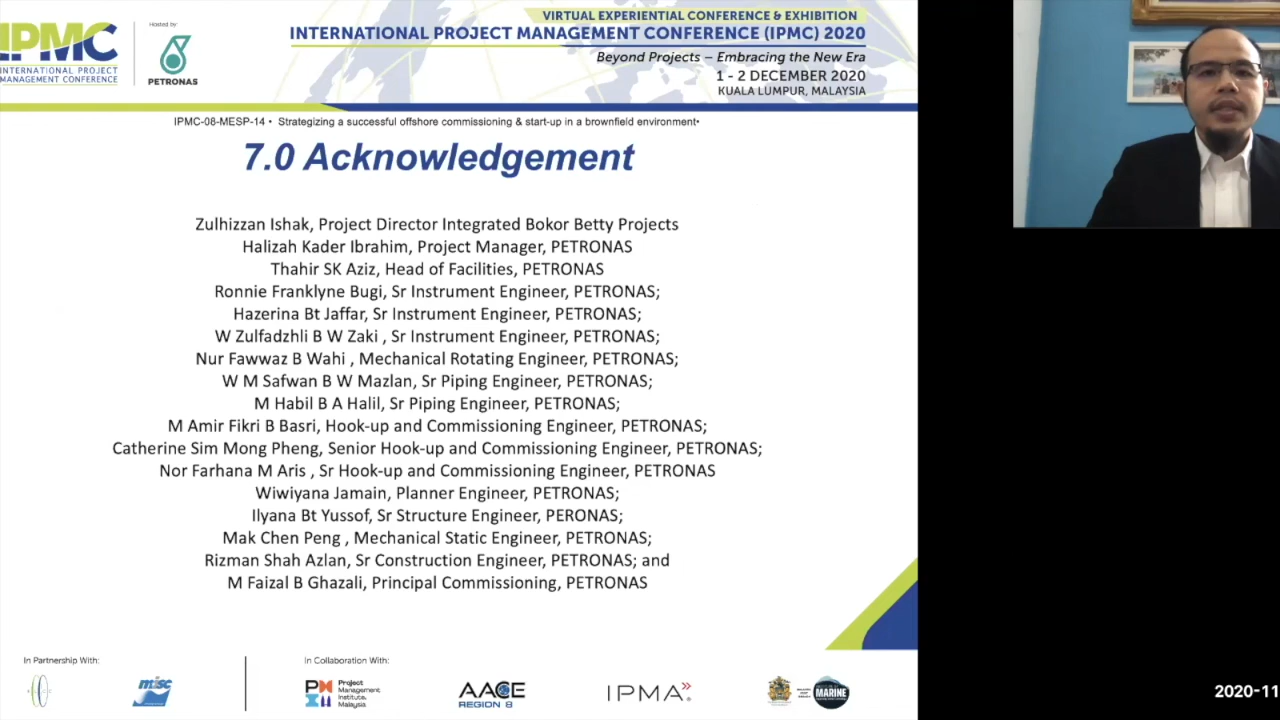 VIRTUAL EXPERIENTIAL CONFERENCE & EXHIBITION
INTERNATIONAL PROJECT MANAGEMENT CONFERENCE (IPMC) 2020
Beyond Projects – Embracing the New Era
1 - 2 DECEMBER 2020
KUALA LUMPUR, MALAYSIA
IPMC
INTERNATIONAL PROJECT
MANAGEMENT CONFERENCE
Hosted by:
PETRONAS
IPMC-08-MESP-14 • Strategizing a successful offshore commissioning & start-up in a brownfield environment•
7.0 Acknowledgement
Zulhizzan Ishak, Project Director Integrated Bokor Betty Projects
Halizah Kader Ibrahim, Project Manager, PETRONAS
Thahir SK Aziz, Head of Facilities, PETRONAS
Ronnie Franklyne Bugi, Sr Instrument Engineer, PETRONAS;
Hazerina Bt Jaffar, Sr Instrument Engineer, PETRONAS;
W Zulfadzhli B W Zaki , Sr Instrument Engineer, PETRONAS;
Nur Fawwaz B Wahi , Mechanical Rotating Engineer, PETRONAS;
W M Safwan B W Mazlan, Sr Piping Engineer, PETRONAS;
M Habil B A Halil, Sr Piping Engineer, PETRONAS;
M Amir Fikri B Basri, Hook-up and Commissioning Engineer, PETRONAS;
Catherine Sim Mong Pheng, Senior Hook-up and Commissioning Engineer, PETRONAS;
Nor Farhana M Aris , Sr Hook-up and Commissioning Engineer, PETRONAS
Wiwiyana Jamain, Planner Engineer, PETRONAS;
Ilyana Bt Yussof, Sr Structure Engineer, PERONAS;
Mak Chen Peng , Mechanical Static Engineer, PETRONAS;
Rizman Shah Azlan, Sr Construction Engineer, PETRONAS; and
M Faizal B Ghazali, Principal Commissioning, PETRONAS
In Partnership With:
misc
In Collaboration With:
Project
Management
Institute.
Malaysia
AACE
REGION 8
IPMA
MARINE
2020-11